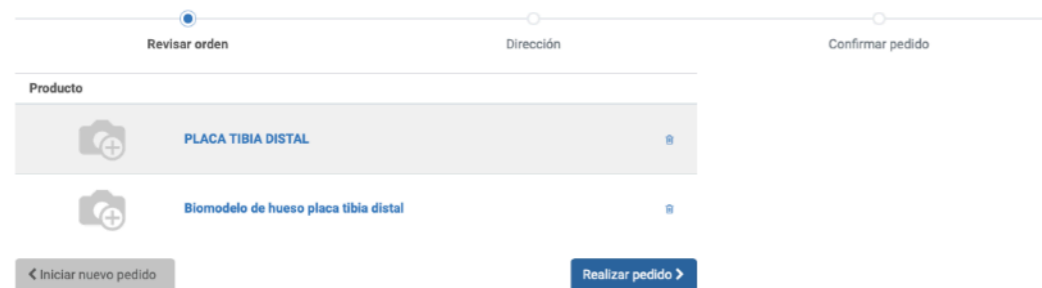 Revisar orden
Dirección
Confirmar pedido
Producto
PLACA TIBIA DISTAL
Biomodelo de hueso placa tibia distal
Iniciar nuevo pedido
Realizar pedido